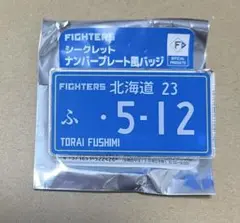 FIGHTERS
シークレット
ナンバープレート風バッジ
FIGHTERS 北海道 23
ふ ・5-12
TORAI FUSHIMI